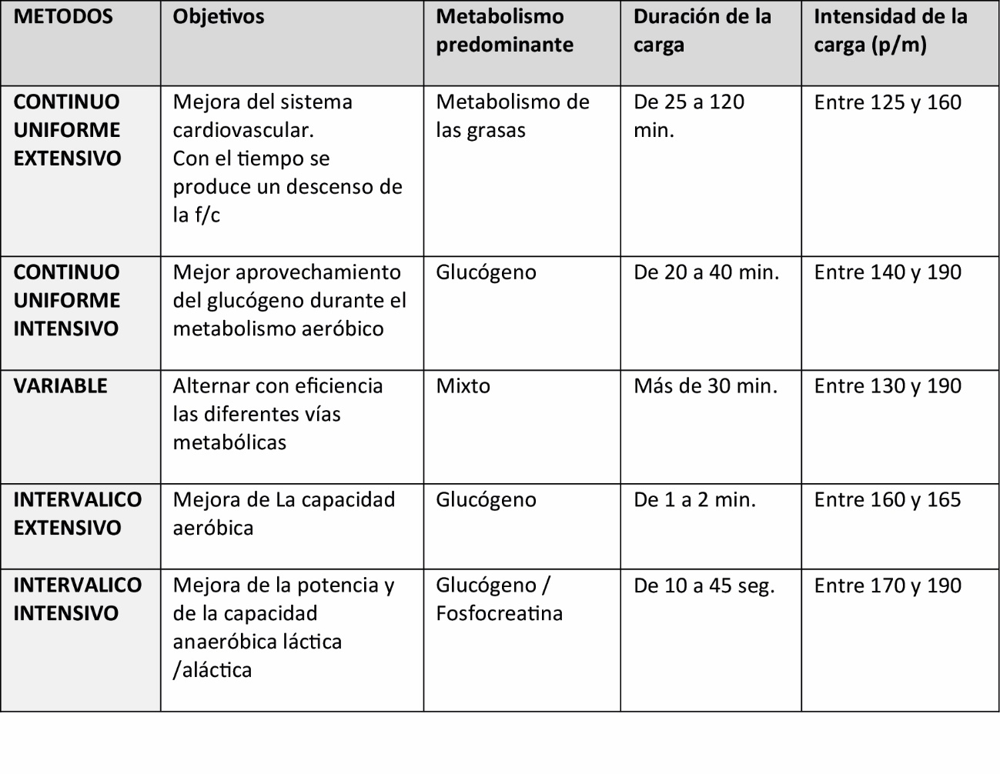 METODOS
Objetivos
Metabolismo
predominante
Duración de la
carga
Intensidad de la
carga (p/m)
CONTINUO
UNIFORME
EXTENSIVO
Mejora del sistema
cardiovascular.
Con el tiempo se
produce un descenso de
la f/c
Metabolismo de
las grasas
De 25 a 120
min.
Entre 125 y 160
CONTINUO
UNIFORME
INTENSIVO
Mejor aprovechamiento
del glucógeno durante el
metabolismo aeróbico
Glucógeno
De 20 a 40 min.
Entre 140 y 190
VARIABLE
Alternar con eficiencia
las diferentes vías
metabólicas
Mixto
Más de 30 min.
Entre 130 y 190
INTERVALICO
EXTENSIVO
Mejora de La capacidad
aeróbica
Glucógeno
De 1 a 2 min.
Entre 160 y 165
INTERVALICO
INTENSIVO
Mejora de la potencia y
de la capacidad
anaeróbica láctica
/aláctica
Glucógeno /
Fosfocreatina
De 10 a 45 seg.
Entre 170 y 190